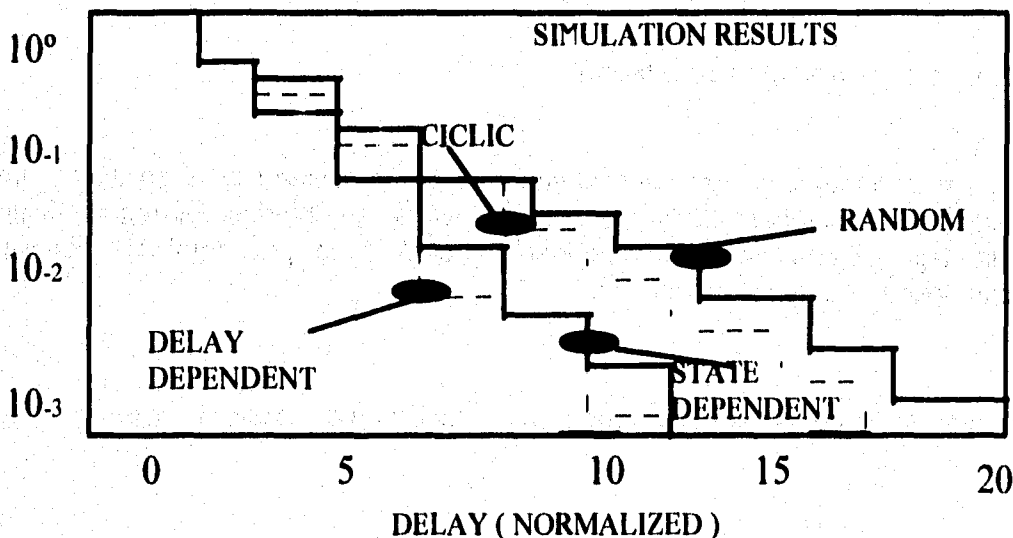 SIMULATION RESULTS
10⁰
10-1
10-2
10-3
CICLIC
RANDOM
DELAY
DEPENDENT
STATE
DEPENDENT
0 5 10 15 20
DELAY ( NORMALIZED )